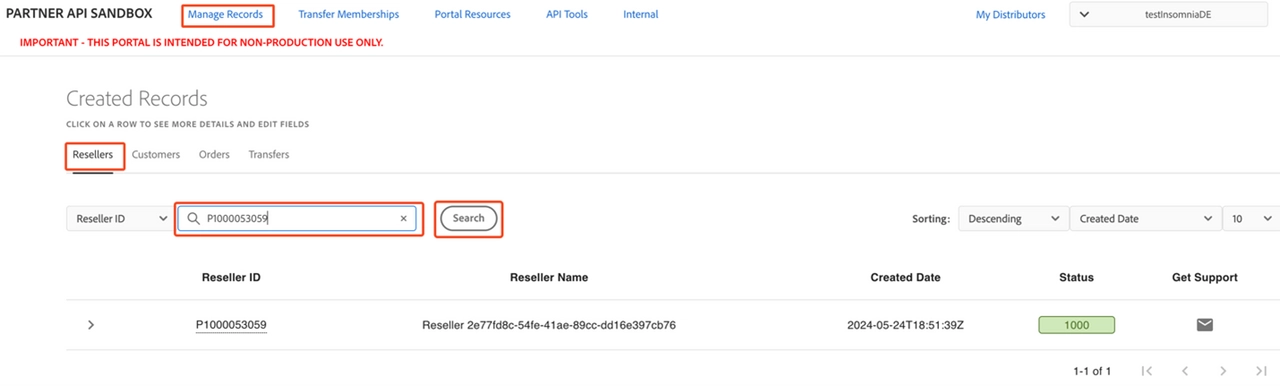 PARTNER API SANDBOX Manage Records Transfer Memberships Portal Resources API Tools Internal My Distributors testInsomniaDE
IMPORTANT - THIS PORTAL IS INTENDED FOR NON-PRODUCTION USE ONLY.
Created Records
CLICK ON A ROW TO SEE MORE DETAILS AND EDIT FIELDS
Resellers Customers Orders Transfers
Reseller ID P1000053059 × Search Sorting: Descending Created Date 10
Reseller ID Reseller Name Created Date Status Get Support
P1000053059 Reseller 2e77fd8c-54fe-41ae-89cc-dd16e397cb76 2024-05-24T18:51:39Z 1000
1-1 of 1